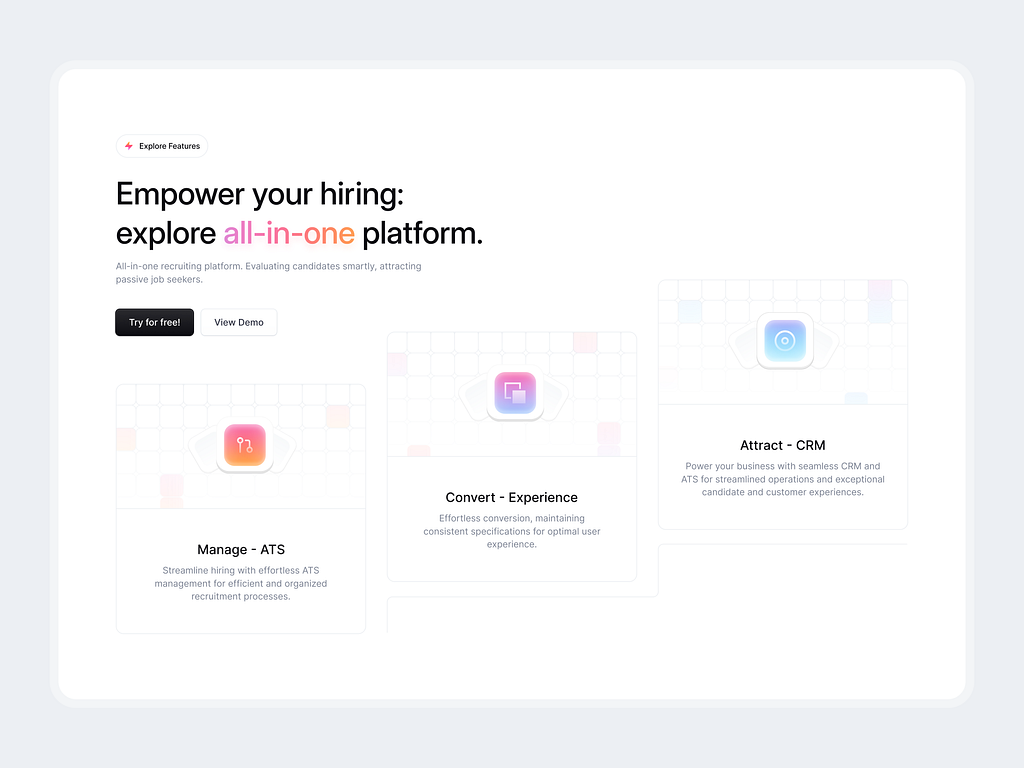 Explore Features
Empower your hiring:
explore all-in-one platform.
All-in-one recruiting platform. Evaluating candidates smartly, attracting
passive job seekers.
Try for free!
View Demo
Manage - ATS
Streamline hiring with effortless ATS
management for efficient and organized
recruitment processes.
Convert - Experience
Effortless conversion, maintaining
consistent specifications for optimal user
experience.
Attract - CRM
Power your business with seamless CRM and
ATS for streamlined operations and exceptional
candidate and customer experiences.